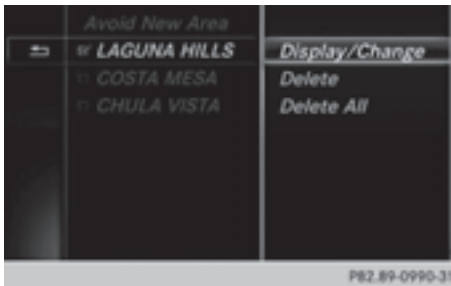 Avoid New Area
LAGUNA HILLS
COSTA MESA
CHULA VISTA
Display/Change
Delete
Delete All
P82.89-0990-31